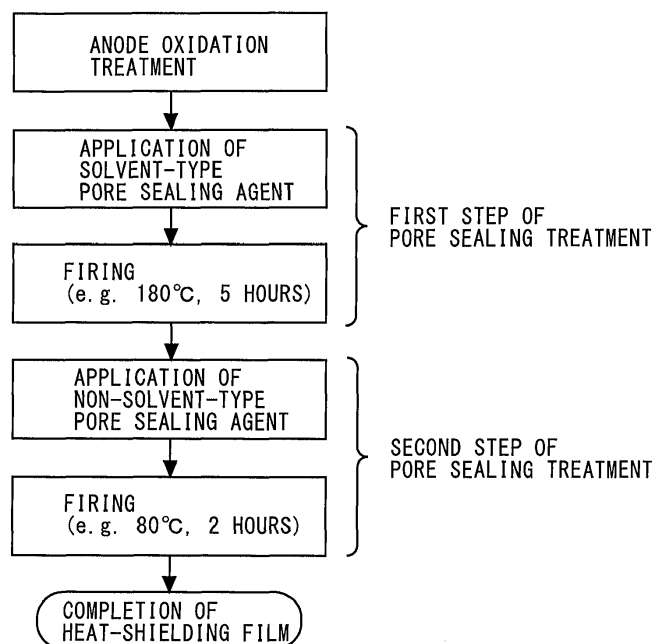 ANODE OXIDATION
TREATMENT
APPLICATION OF
SOLVENT-TYPE
PORE SEALING AGENT
FIRING
(e.g. 180℃, 5 HOURS)
FIRST STEP OF
PORE SEALING TREATMENT
APPLICATION OF
NON-SOLVENT-TYPE
PORE SEALING AGENT
FIRING
(e.g. 80℃, 2 HOURS)
SECOND STEP OF
PORE SEALING TREATMENT
COMPLETION OF
HEAT-SHIELDING FILM